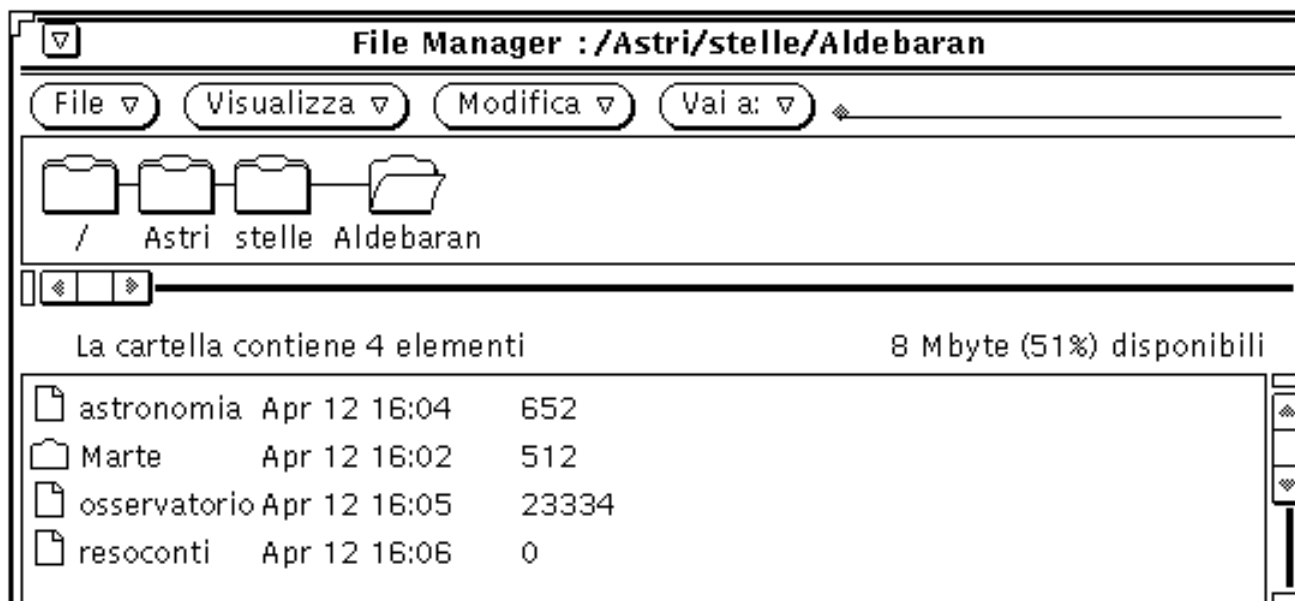 File Manager :/Astri/stelle/Aldebaran
File Visualizza Modifica Vai a:
/ Astri stelle Aldebaran
La cartella contiene 4 elementi 8 Mbyte (51%) disponibili
astronomia Apr 12 16:04 652
Marte Apr 12 16:02 512
osservatorio Apr 12 16:05 23334
resoconti Apr 12 16:06 0